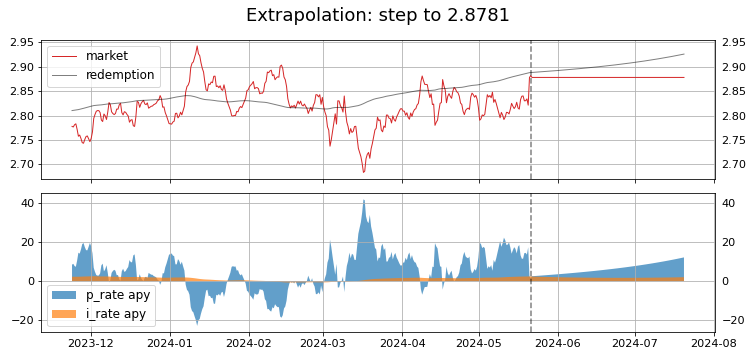 Extrapolation: step to 2.8781
2.95 2.95
market
2.90 redemption 2.90
2.85 2.85
2.80 2.80
2.75 2.75
2.70 2.70
40 40
20 20
0 0
p_rate apy
i_rate apy
−20 −20
2023-12 2024-01 2024-02 2024-03 2024-04 2024-05 2024-06 2024-07 2024-08